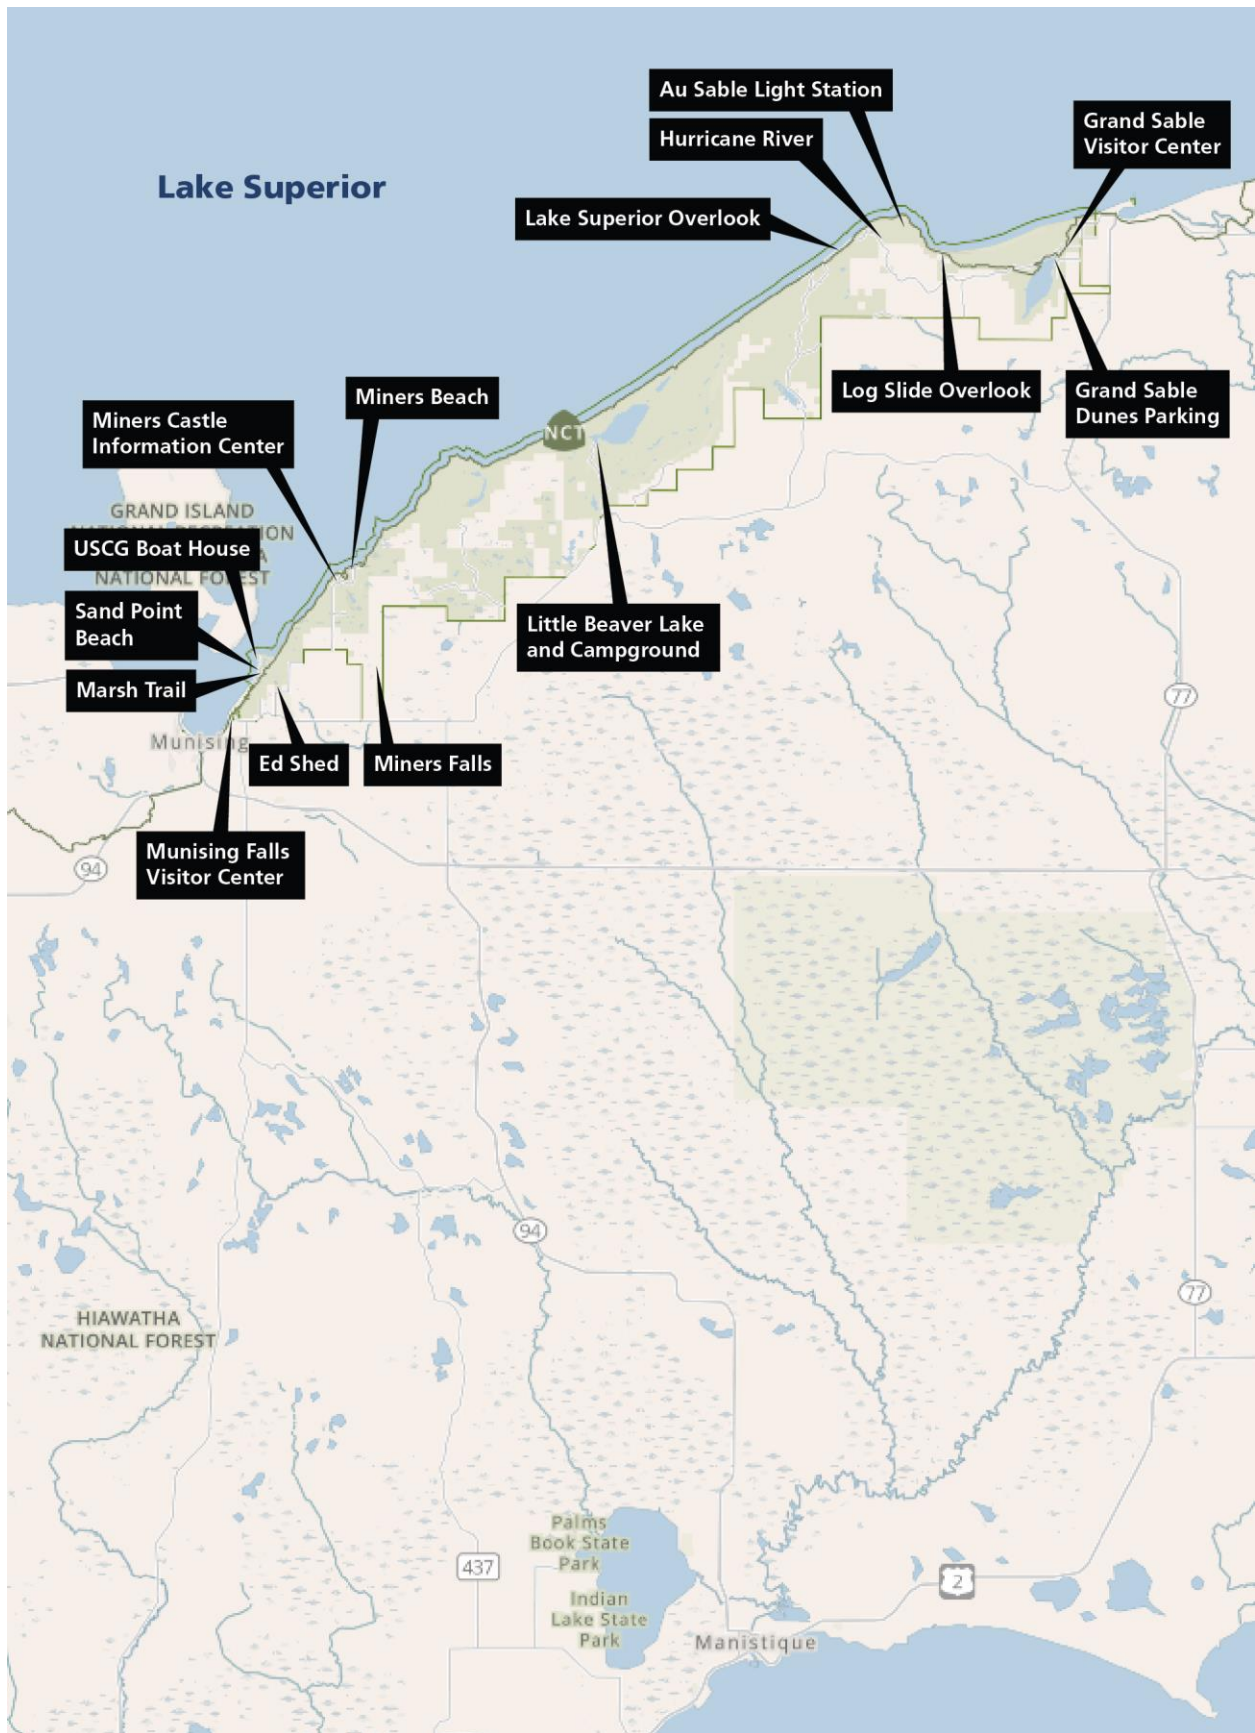 Au Sable Light Station
Grand Sable
Visitor Center
Hurricane River
Lake Superior
Lake Superior Overlook
Log Slide Overlook
Grand Sable
Dunes Parking
Miners Beach
Miners Castle
Information Center
NCT
GRAND ISLAND
NATIONAL RECREATION
USCG Boat House
NATIONAL FOREST
Sand Point
Beach
Little Beaver Lake
and Campground
Marsh Trail
77
Munising
Ed Shed
Miners Falls
Munising Falls
Visitor Center
94
94
77
HIAWATHA
NATIONAL FOREST
Palms
Book State
Park
437
2
Indian
Lake State
Park
Manistique